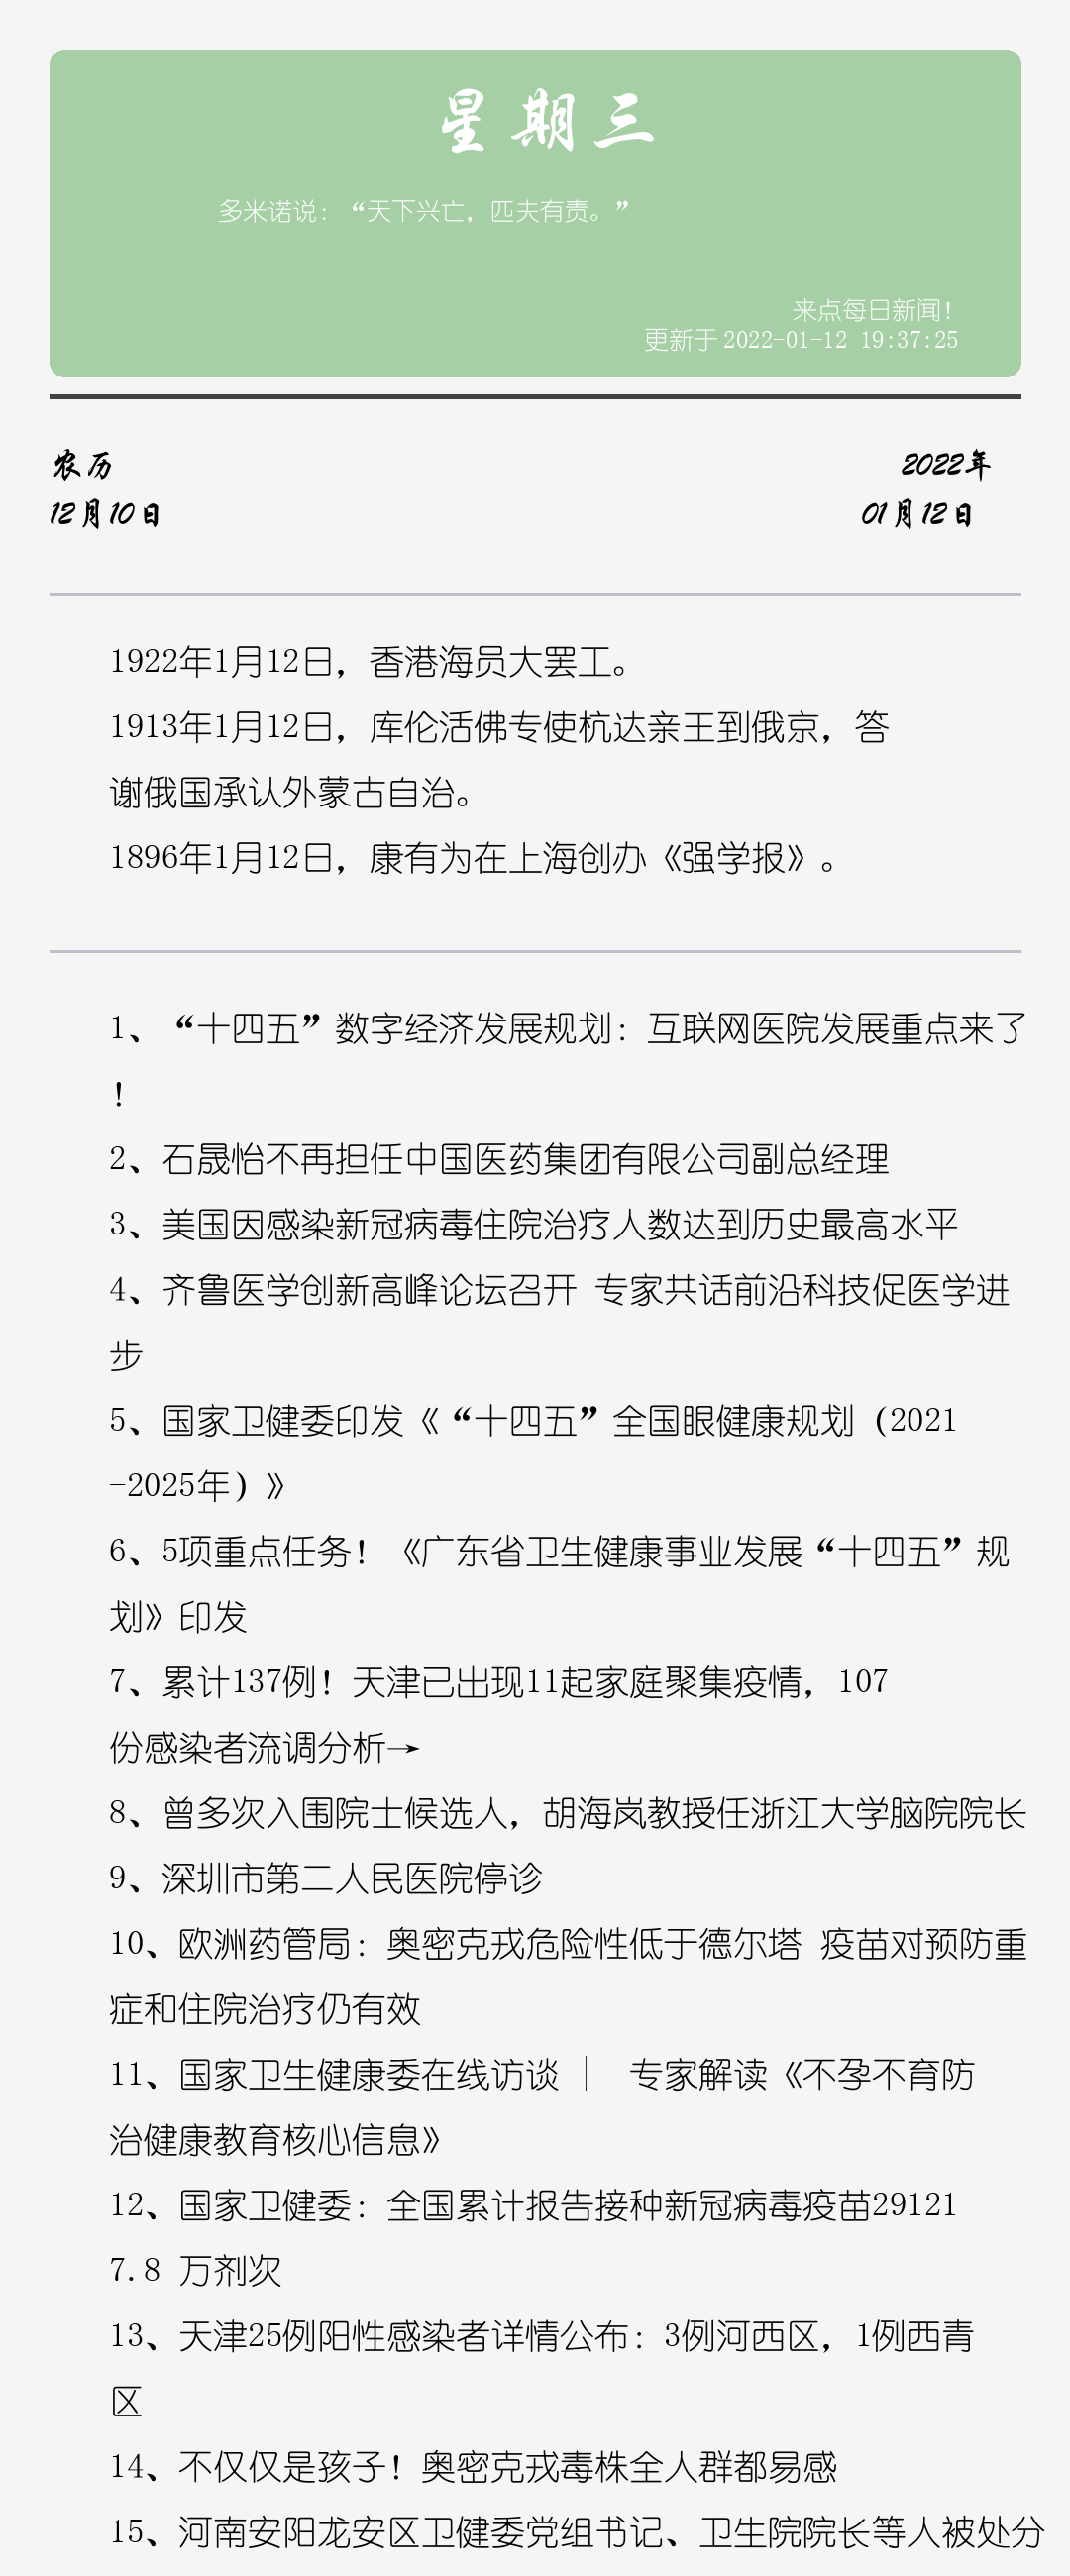 星期三
多米诺说：“天下兴亡，匹夫有责。”
来点每日新闻！
更新于 2022-01-12 19:37:25
农历
2022年
12月10日
01月12日
1922年1月12日，香港海员大罢工。
1913年1月12日，库伦活佛专使杭达亲王到俄京，答
谢俄国承认外蒙古自治。
1896年1月12日，康有为在上海创办《强学报》。
1、“十四五”数字经济发展规划：互联网医院发展重点来了
！
2、石晟怡不再担任中国医药集团有限公司副总经理
3、美国因感染新冠病毒住院治疗人数达到历史最高水平
4、齐鲁医学创新高峰论坛召开 专家共话前沿科技促医学进
步
5、国家卫健委印发《“十四五”全国眼健康规划（2021
-2025年）》
6、5项重点任务！《广东省卫生健康事业发展“十四五”规
划》印发
7、累计137例！天津已出现11起家庭聚集疫情，107
份感染者流调分析→
8、曾多次入围院士候选人，胡海岚教授任浙江大学脑院院长
9、深圳市第二人民医院停诊
10、欧洲药管局：奥密克戎危险性低于德尔塔 疫苗对预防重
症和住院治疗仍有效
11、国家卫生健康委在线访谈 ｜ 专家解读《不孕不育防
治健康教育核心信息》
12、国家卫健委：全国累计报告接种新冠病毒疫苗29121
7.8 万剂次
13、天津25例阳性感染者详情公布：3例河西区，1例西青
区
14、不仅仅是孩子！奥密克戎毒株全人群都易感
15、河南安阳龙安区卫健委党组书记、卫生院院长等人被处分